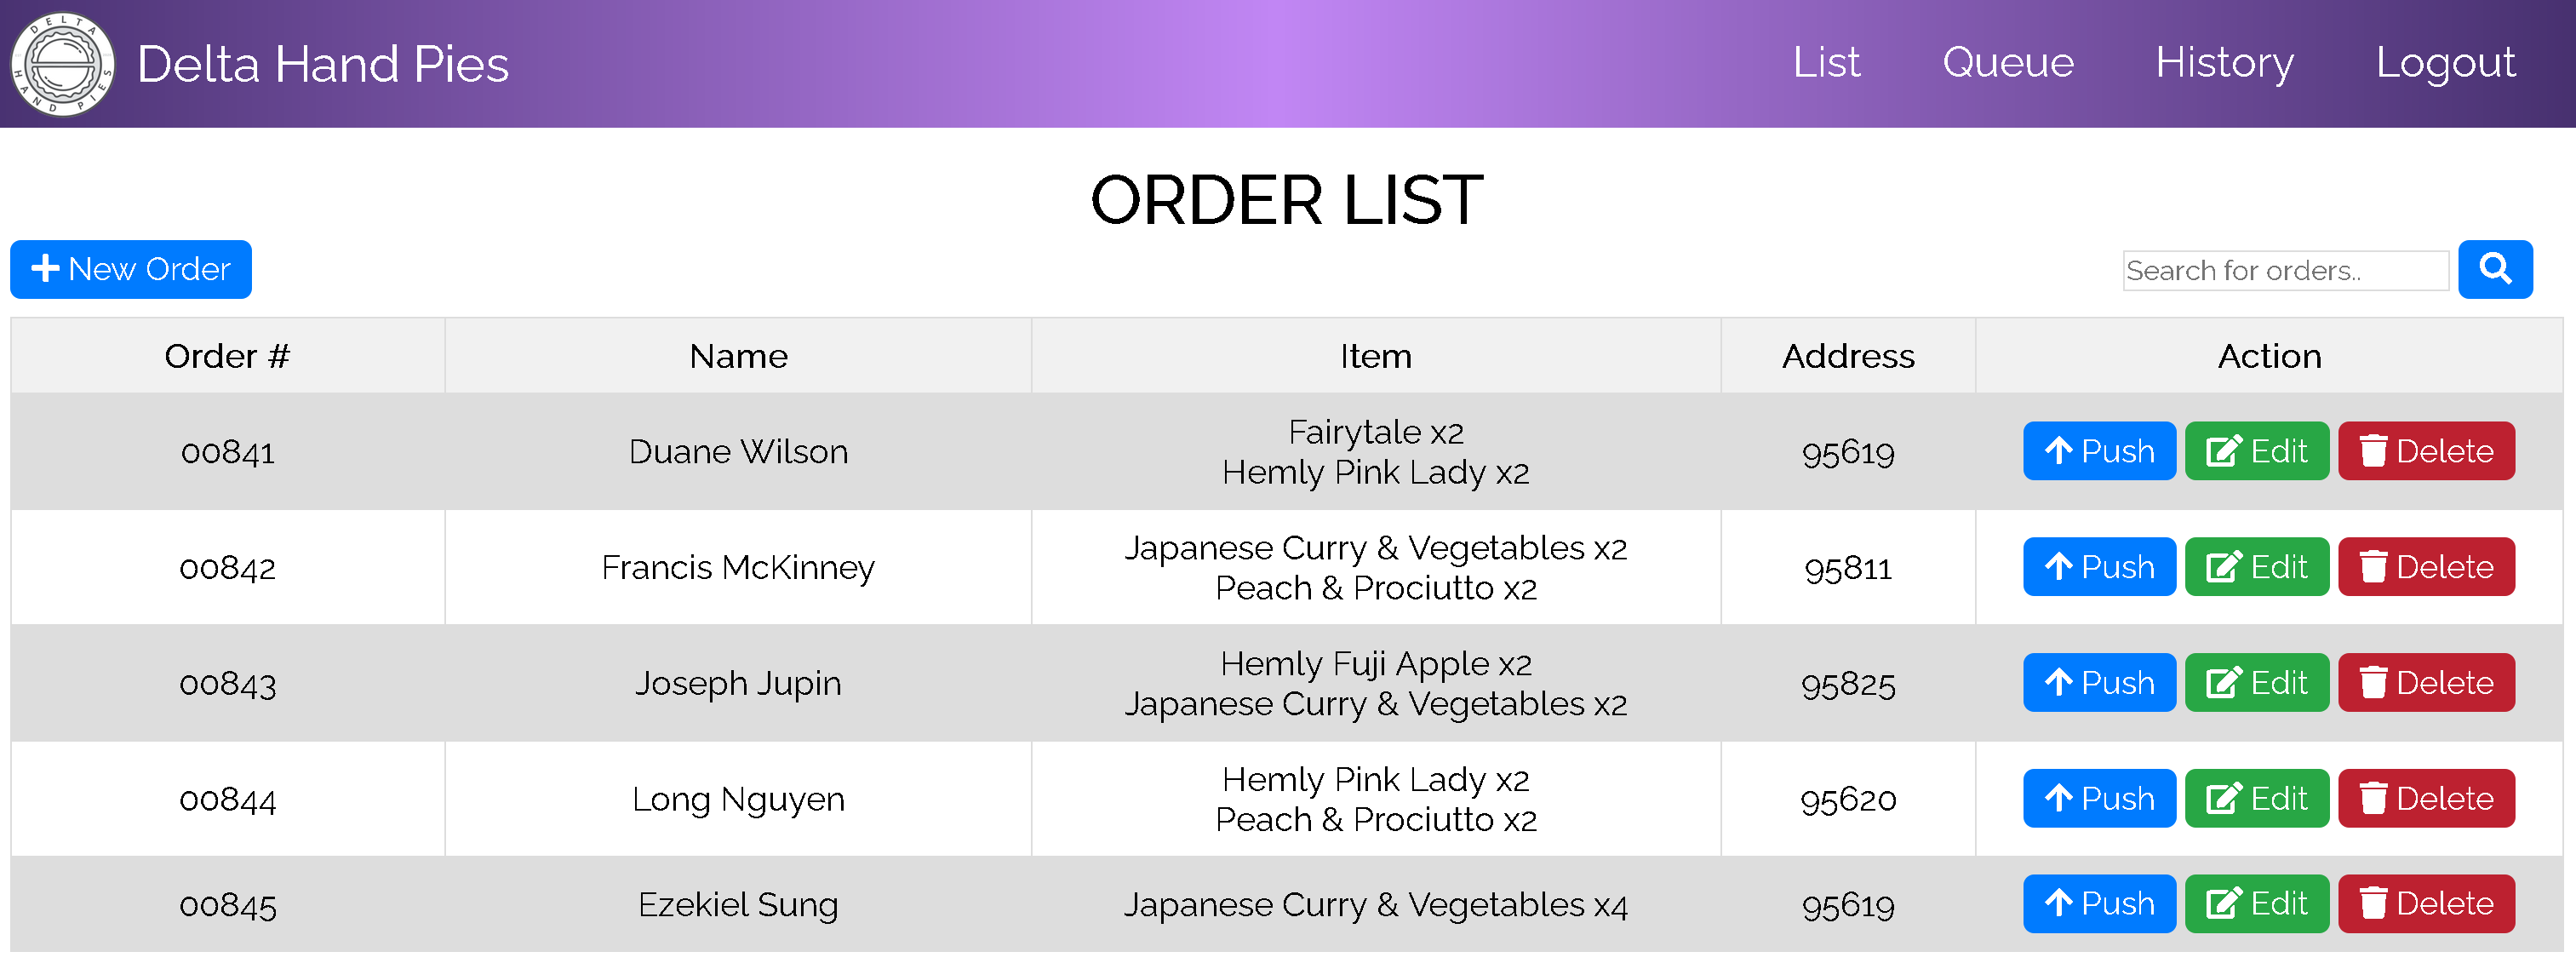 DELTA
HAND PIES
Delta Hand Pies
List Queue History Logout
ORDER LIST
New Order
Search for orders..
Order # Name Item Address Action
00841 Duane Wilson Fairytale x2 95619 Push Edit Delete
Hemly Pink Lady x2
00842 Francis McKinney Japanese Curry & Vegetables x2 95811 Push Edit Delete
Peach & Prociutto x2
00843 Joseph Jupin Hemly Fuji Apple x2 95825 Push Edit Delete
Japanese Curry & Vegetables x2
00844 Long Nguyen Hemly Pink Lady x2 95620 Push Edit Delete
Peach & Prociutto x2
00845 Ezekiel Sung Japanese Curry & Vegetables x4 95619 Push Edit Delete